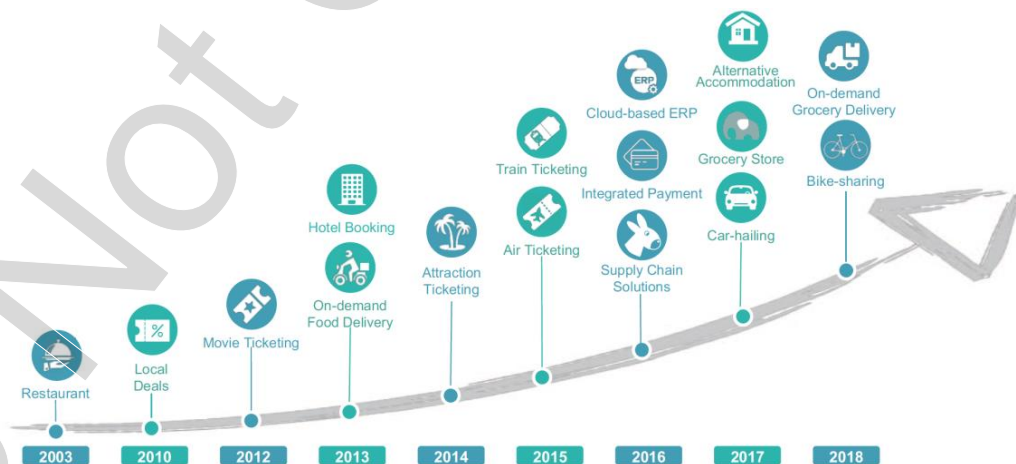 Not
Restaurant
Local
Deals
Movie Ticketing
Hotel Booking
On-demand
Food Delivery
Attraction
Ticketing
Train Ticketing
Air Ticketing
ERP
Cloud-based ERP
Integrated Payment
Supply Chain
Solutions
Alternative
Accommodation
Grocery Store
Car-hailing
On-demand
Grocery Delivery
Bike-sharing
%
2003
2010
2012
2013
2014
2015
2016
2017
2018